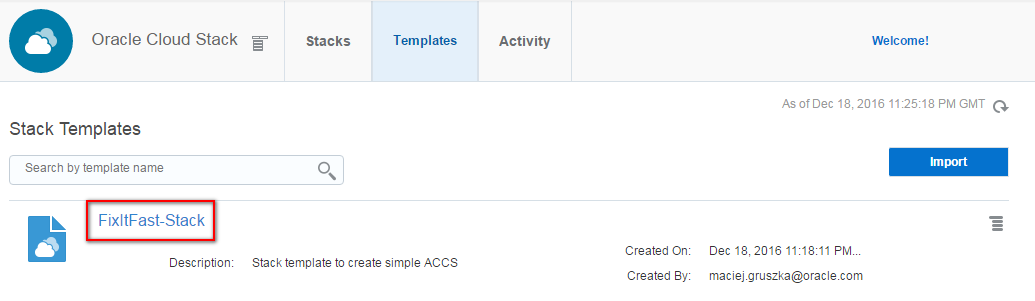 Oracle Cloud Stack Stacks Templates Activity Welcome!
As of Dec 18, 2016 11:25:18 PM GMT
Stack Templates
Search by template name Import
FixItFast-Stack
Description: Stack template to create simple ACCS Created On: Dec 18, 2016 11:18:11 PM...
Created By: maciej.gruszka@oracle.com